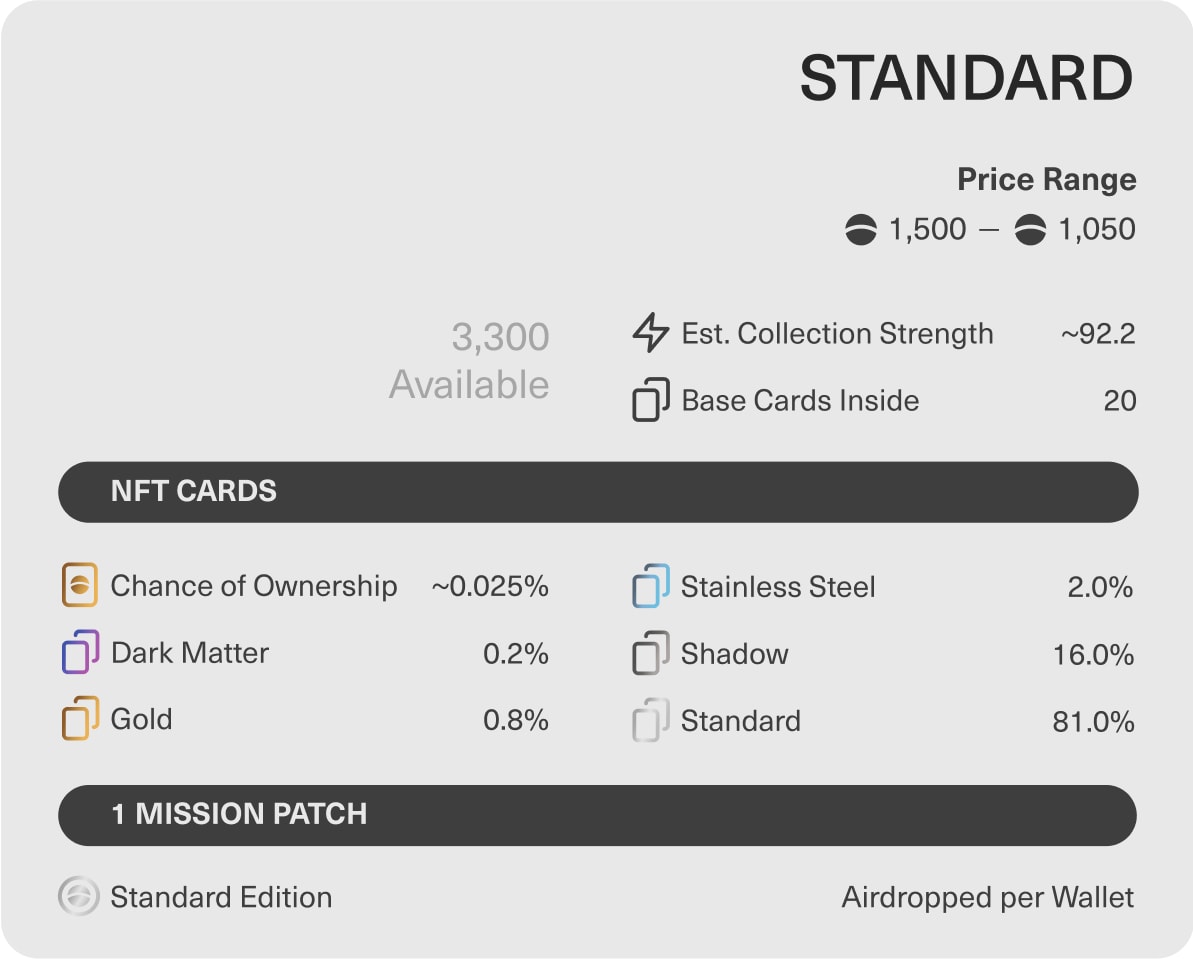 STANDARD
Price Range
1,500 — 1,050
3,300
Available
Est. Collection Strength ~92.2
Base Cards Inside 20
NFT CARDS
Chance of Ownership ~0.025%
Stainless Steel 2.0%
Dark Matter 0.2%
Shadow 16.0%
Gold 0.8%
Standard 81.0%
1 MISSION PATCH
Standard Edition Airdropped per Wallet